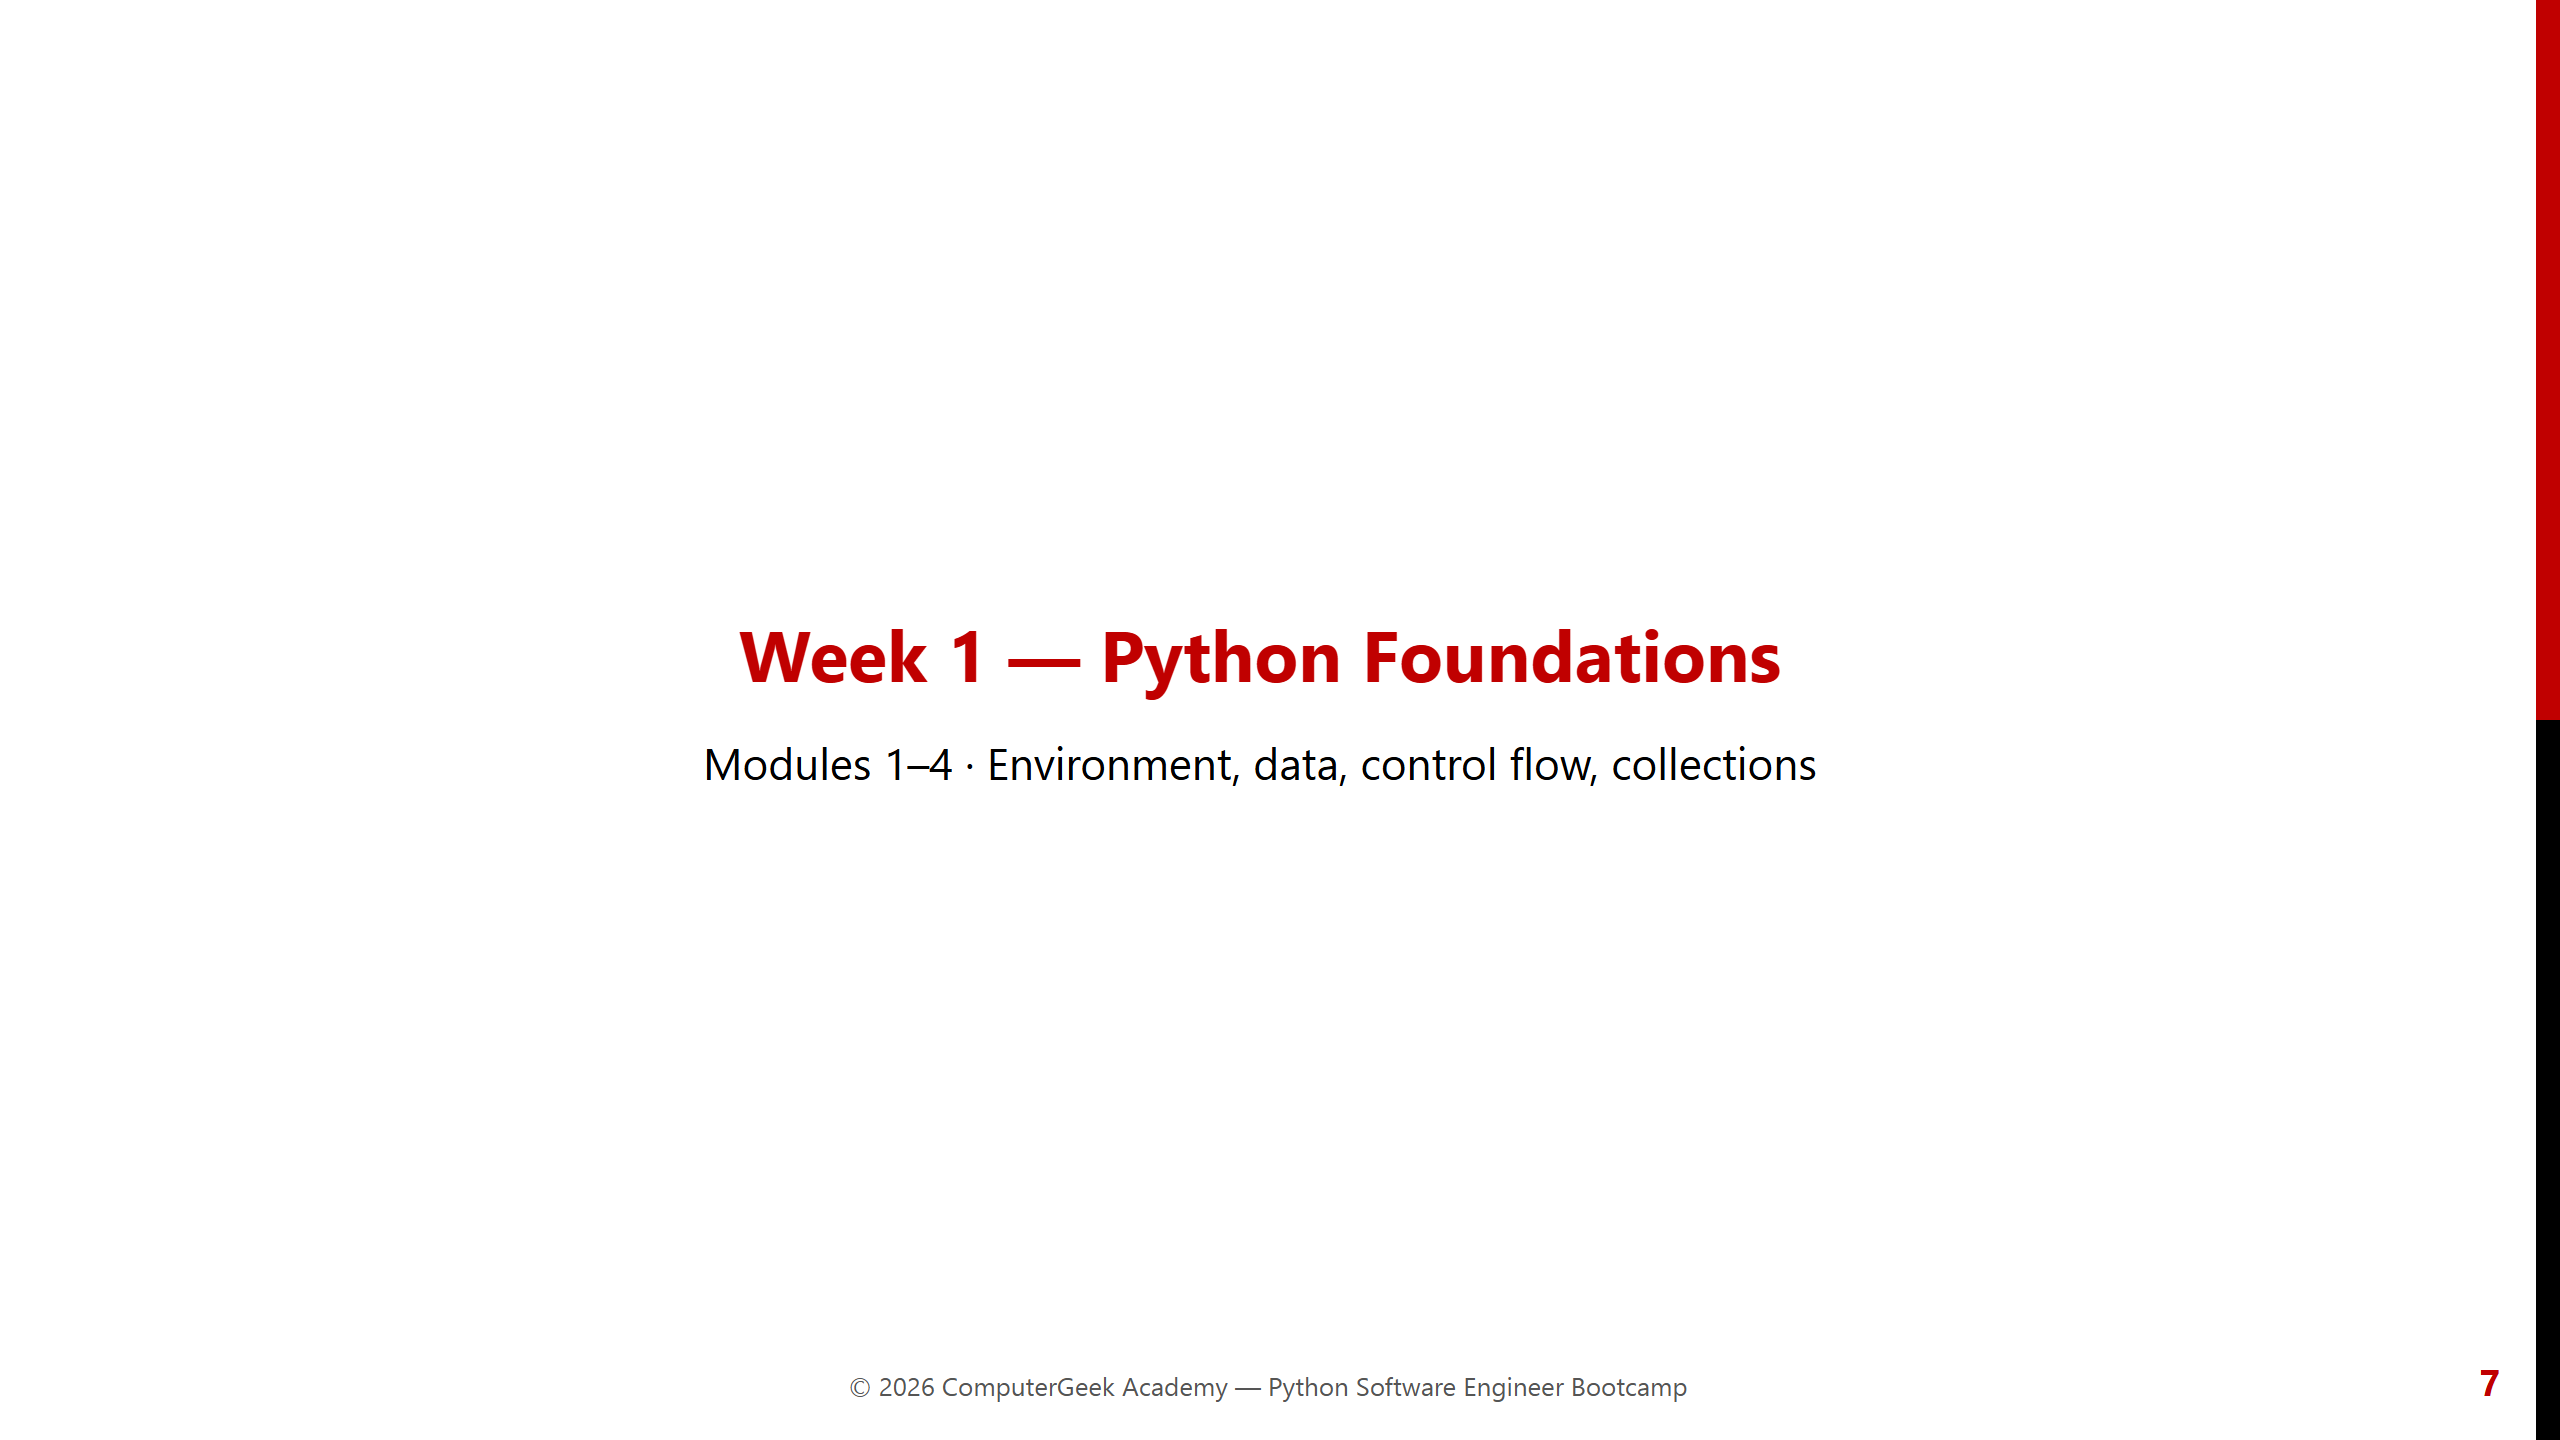 Week 1 — Python Foundations
Modules 1–4 · Environment, data, control flow, collections
© 2026 ComputerGeek Academy — Python Software Engineer Bootcamp
7